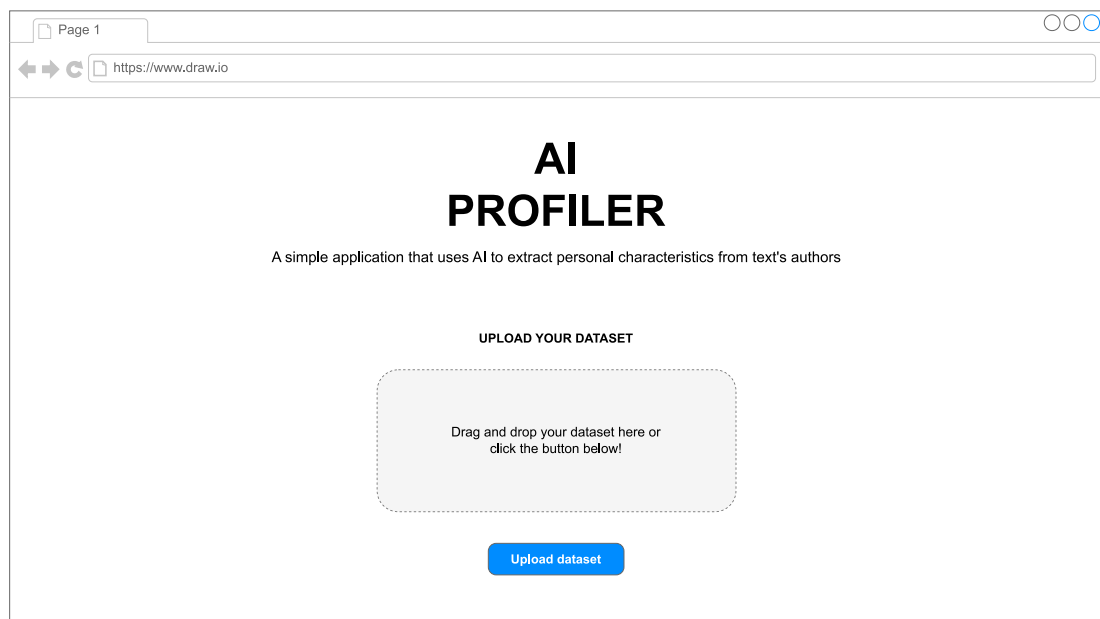 Page 1
https://www.draw.io
AI
PROFILER
A simple application that uses AI to extract personal characteristics from text's authors
UPLOAD YOUR DATASET
Drag and drop your dataset here or
click the button below!
Upload dataset